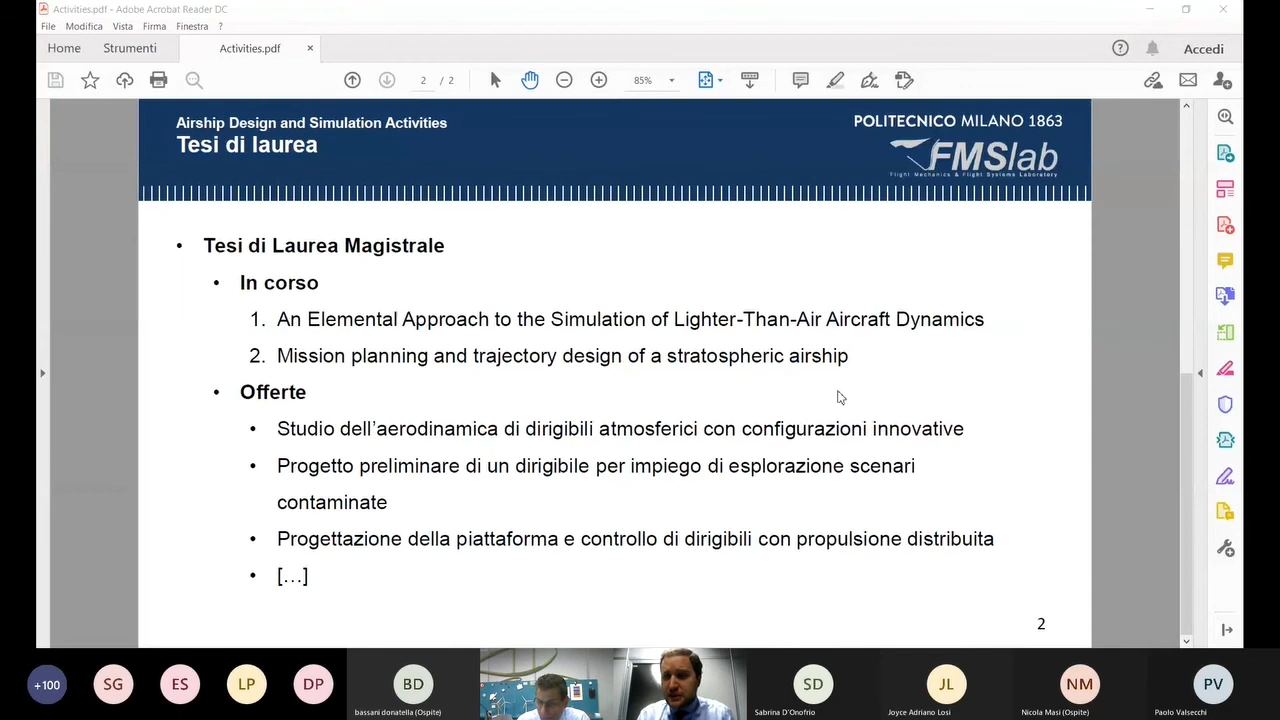 Activities.pdf - Adobe Acrobat Reader DC
File Modifica Vista Firma Finestra ?
Home Strumenti Activities.pdf × Accedi
2 / 2 85%
Airship Design and Simulation Activities
Tesi di laurea
POLITECNICO MILANO 1863
FMSlab
Flight Mechanics & Flight Systems Laboratory
• Tesi di Laurea Magistrale
• In corso
1. An Elemental Approach to the Simulation of Lighter-Than-Air Aircraft Dynamics
2. Mission planning and trajectory design of a stratospheric airship
• Offerte
• Studio dell’aerodinamica di dirigibili atmosferici con configurazioni innovative
• Progetto preliminare di un dirigibile per impiego di esplorazione scenari
contaminate
• Progettazione della piattaforma e controllo di dirigibili con propulsione distribuita
• […]
2
+100 SG ES LP DP BD SD JL NM PV
bassani donatella (Ospite) Sabrina D'Onofrio Joyce Adriano Losi Nicola Masi (Ospite) Paolo Valsecchi